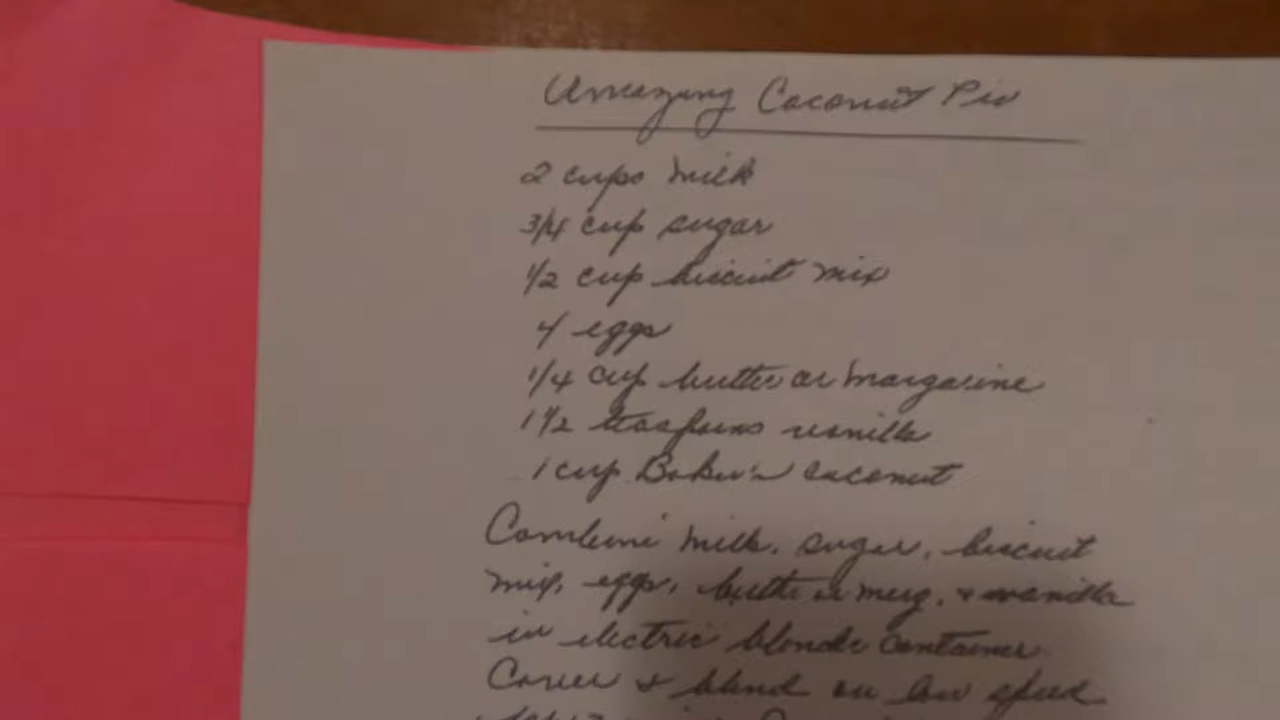 Amazing Coconut Pie
2 cups milk
3/4 cup sugar
1/2 cup biscuit mix
4 eggs
1/4 cup butter or margarine
1 1/2 teaspoons vanilla
1 cup Baker's coconut
Combine milk, sugar, biscuit
mix, eggs, butter or marg, & vanilla
in electric blender container
Cover & blend on low speed